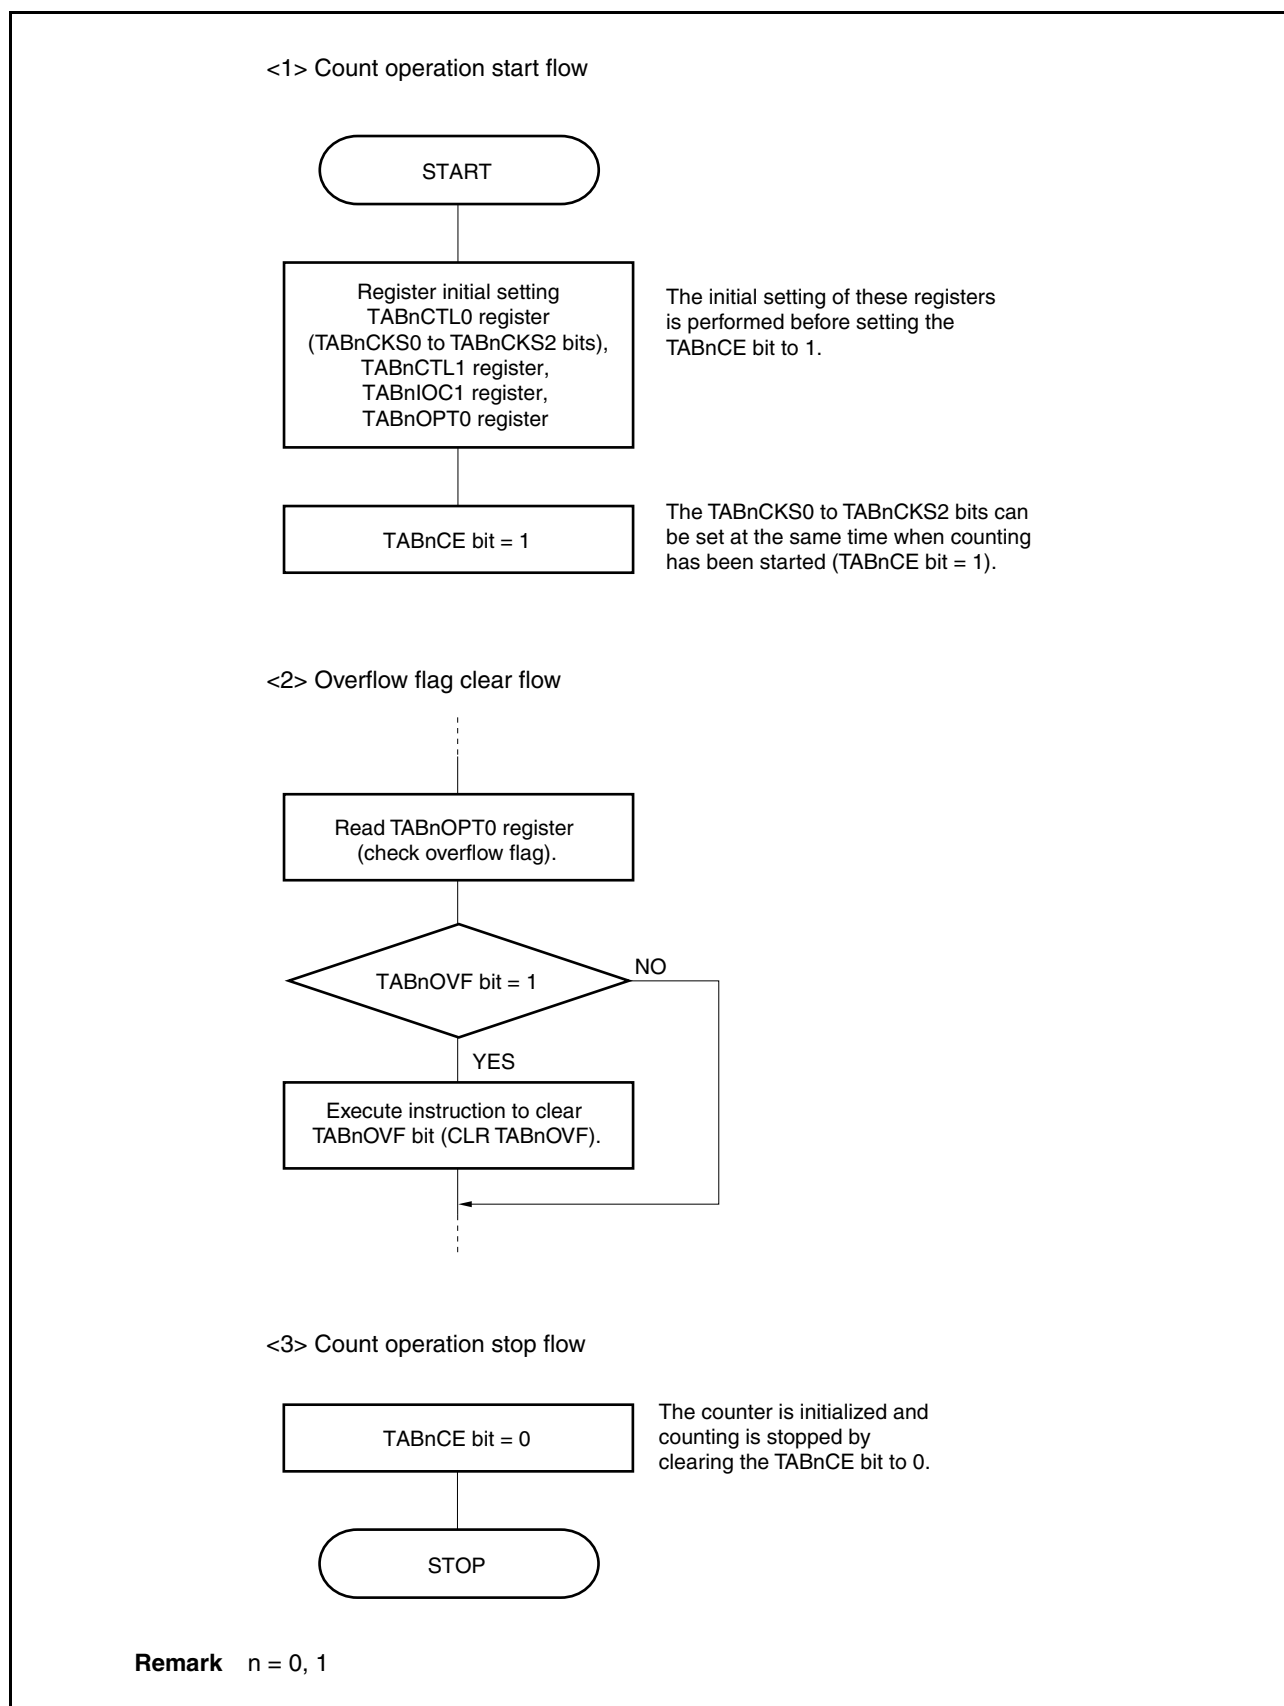 <1> Count operation start flow
START
Register initial setting
TABnCTL0 register
(TABnCKS0 to TABnCKS2 bits),
TABnCTL1 register,
TABnIOC1 register,
TABnOPT0 register
The initial setting of these registers
is performed before setting the
TABnCE bit to 1.
TABnCE bit = 1
The TABnCKS0 to TABnCKS2 bits can
be set at the same time when counting
has been started (TABnCE bit = 1).
<2> Overflow flag clear flow
Read TABnOPT0 register
(check overflow flag).
TABnOVF bit = 1
NO
YES
Execute instruction to clear
TABnOVF bit (CLR TABnOVF).
<3> Count operation stop flow
TABnCE bit = 0
The counter is initialized and
counting is stopped by
clearing the TABnCE bit to 0.
STOP
Remark n = 0, 1